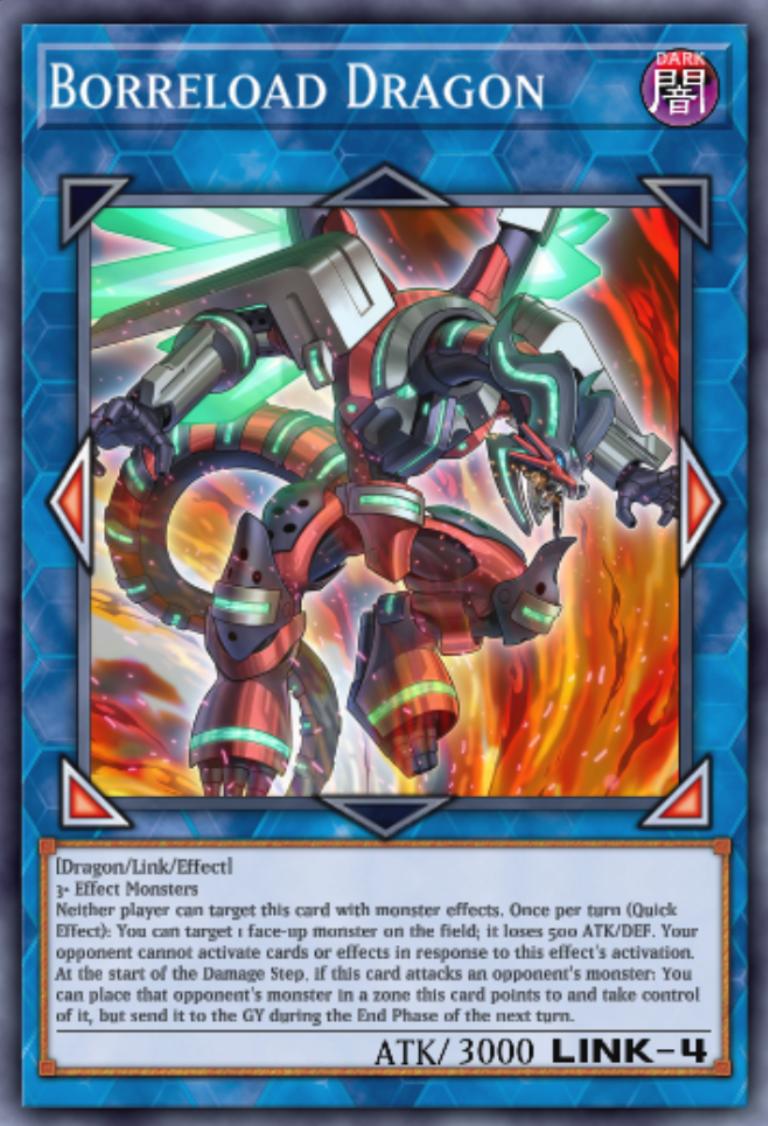 BORRELOAD DRAGON
DARK
闇
[Dragon/Link/Effect]
3+ Effect Monsters
Neither player can target this card with monster effects. Once per turn (Quick
Effect): You can target 1 face-up monster on the field; it loses 500 ATK/DEF. Your
opponent cannot activate cards or effects in response to this effect's activation.
At the start of the Damage Step, if this card attacks an opponent's monster: You
can place that opponent's monster in a zone this card points to and take control
of it, but send it to the GY during the End Phase of the next turn.
ATK/ 3000 LINK-4